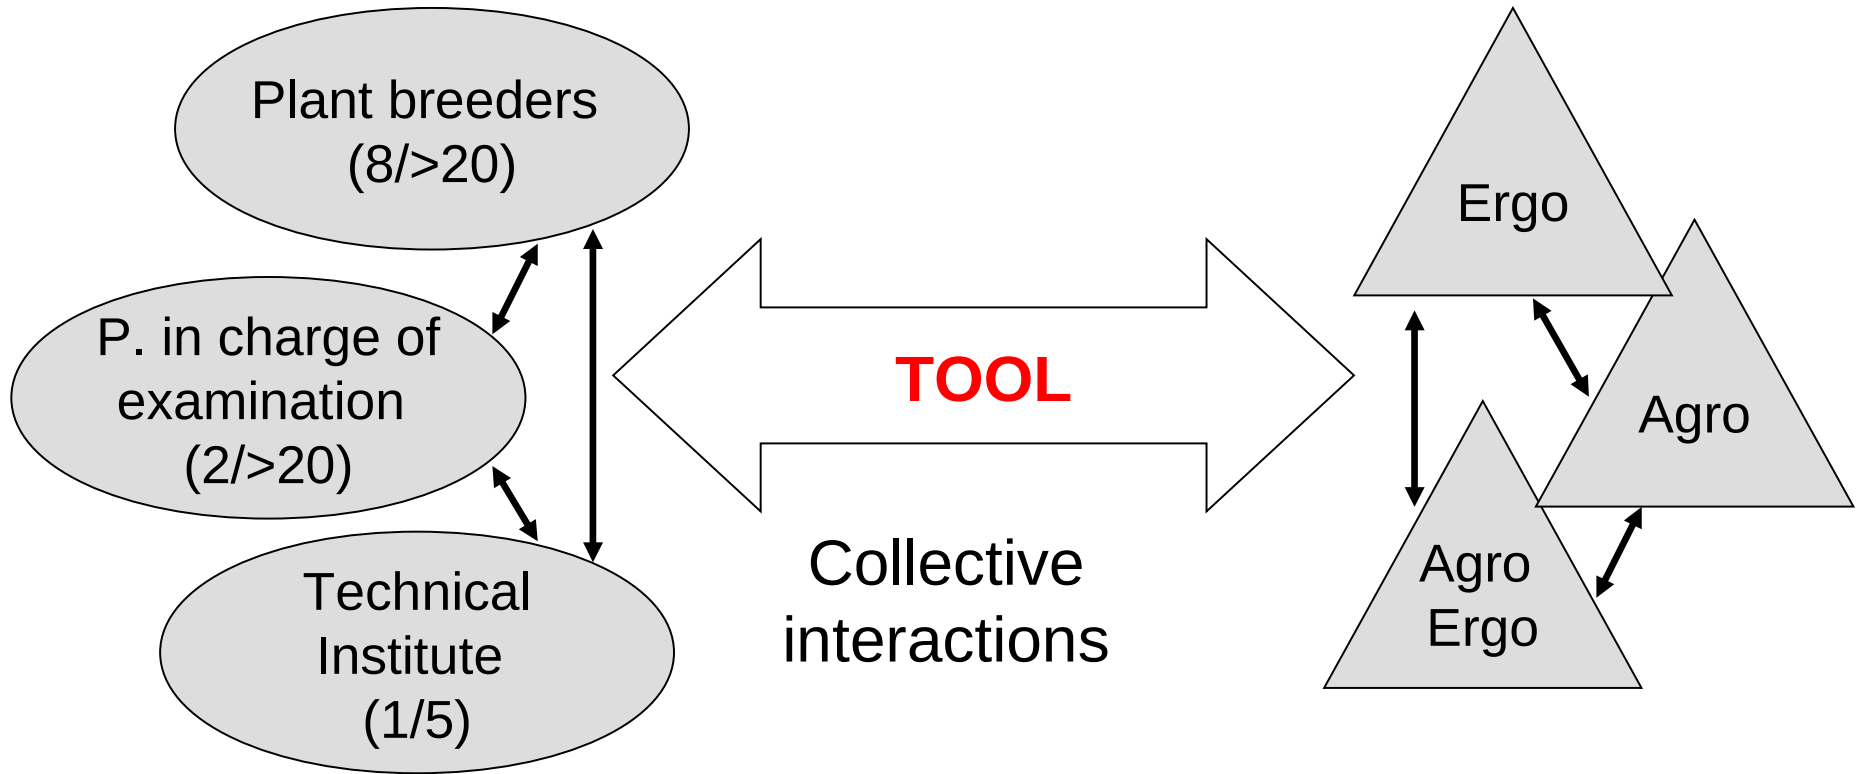 Plant breeders
(8/>20)
P. in charge of
examination
(2/>20)
Technical
Institute
(1/5)
TOOL
Collective
interactions
Ergo
Agro
Agro
Ergo